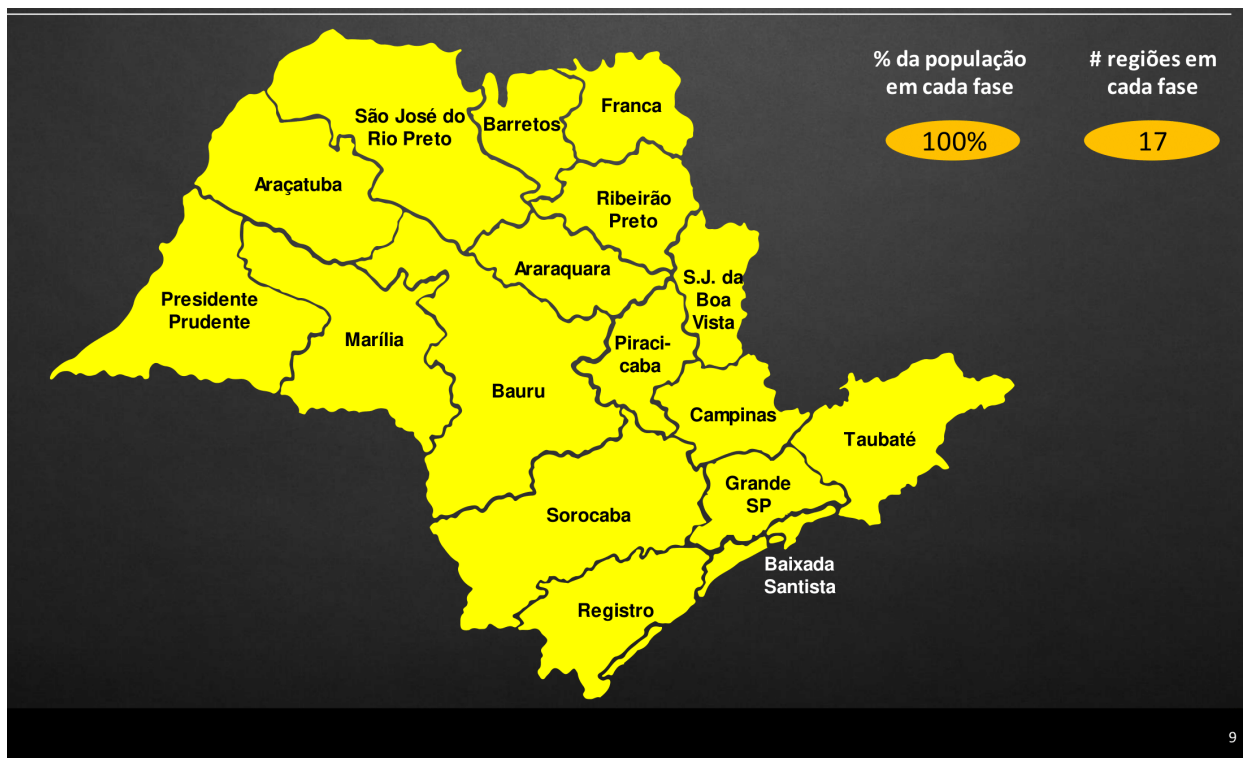 % da população
em cada fase
# regiões em
cada fase
100%
17
São José do
Rio Preto
Barretos
Franca
Araçatuba
Ribeirão
Preto
Araraquara
S.J. da
Boa
Vista
Presidente
Prudente
Marília
Piraci-
caba
Bauru
Campinas
Taubaté
Grande
SP
Sorocaba
Baixada
Santista
Registro
9